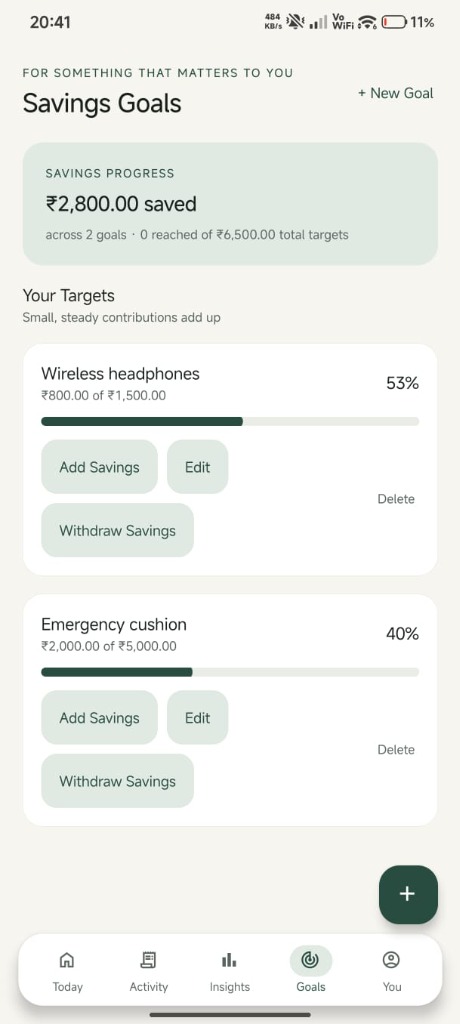 20:41
484 KB/s
Vo WiFi
6
11%
FOR SOMETHING THAT MATTERS TO YOU
Savings Goals
+ New Goal
SAVINGS PROGRESS
₹2,800.00 saved
across 2 goals · 0 reached of ₹6,500.00 total targets
Your Targets
Small, steady contributions add up
Wireless headphones
₹800.00 of ₹1,500.00
53%
Add Savings
Edit
Withdraw Savings
Delete
Emergency cushion
₹2,000.00 of ₹5,000.00
40%
Add Savings
Edit
Withdraw Savings
Delete
+
Today
Activity
Insights
Goals
You